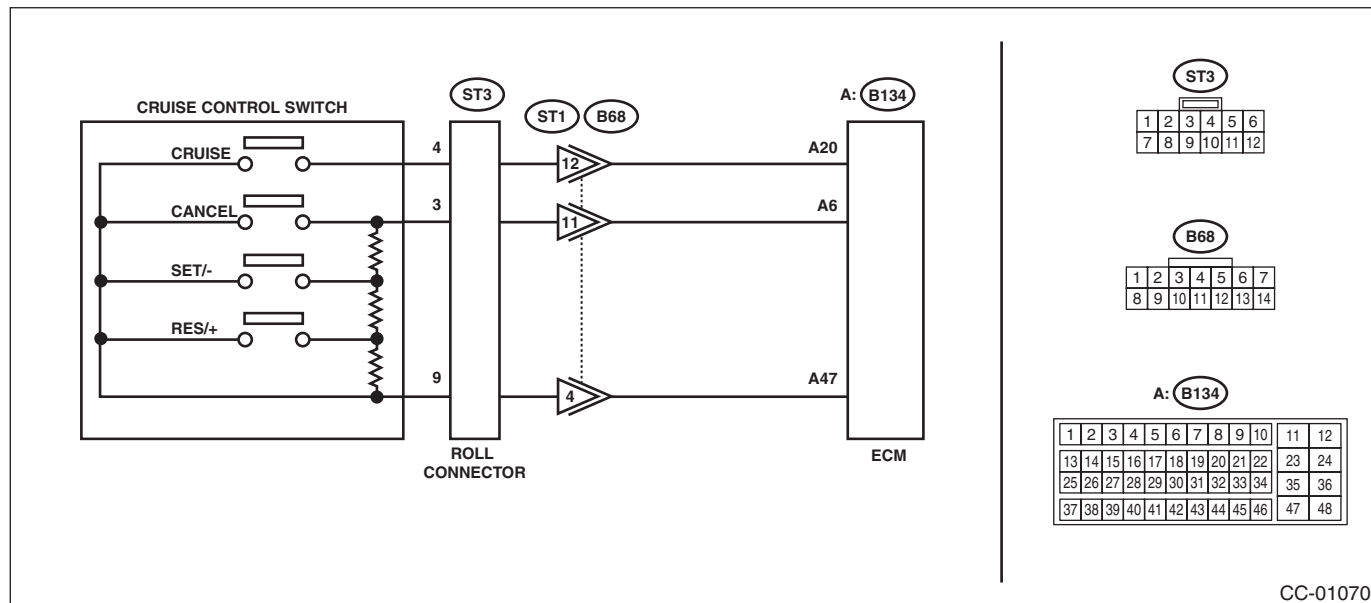 CRUISE CONTROL SWITCH
CRUISE
CANCEL
SET/-
RES/+
ST3
4
3
9
ROLL
CONNECTOR
ST1 B68
12
11
4
A: B134
A20
A6
A47
ECM
ST3
1 2 3 4 5 6
7 8 9 10 11 12
B68
1 2 3 4 5 6 7
8 9 10 11 12 13 14
A: B134
1 2 3 4 5 6 7 8 9 10 11 12
13 14 15 16 17 18 19 20 21 22 23 24
25 26 27 28 29 30 31 32 33 34 35 36
37 38 39 40 41 42 43 44 45 46 47 48
CC-01070